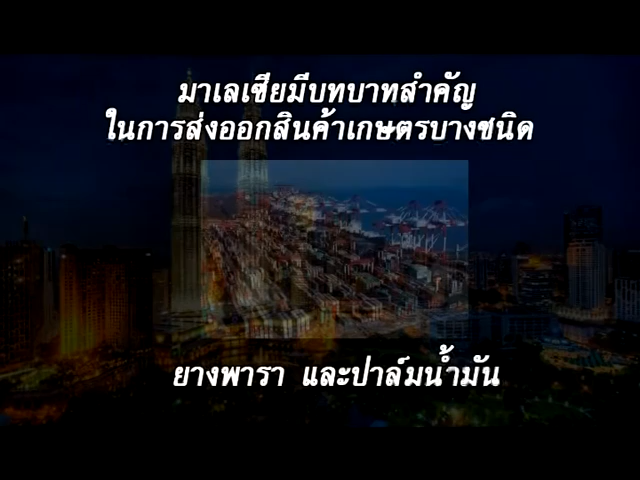 มาเลเซียมีบทบาทสำคัญ
ในการส่งออกสินค้าเกษตรบางชนิด
ยางพารา และปาล์มน้ำมัน